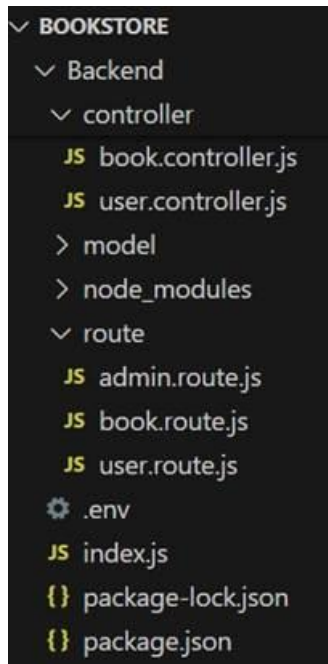 BOOKSTORE
Backend
controller
JS book.controller.js
JS user.controller.js
model
node_modules
route
JS admin.route.js
JS book.route.js
JS user.route.js
.env
JS index.js
{} package-lock.json
{} package.json